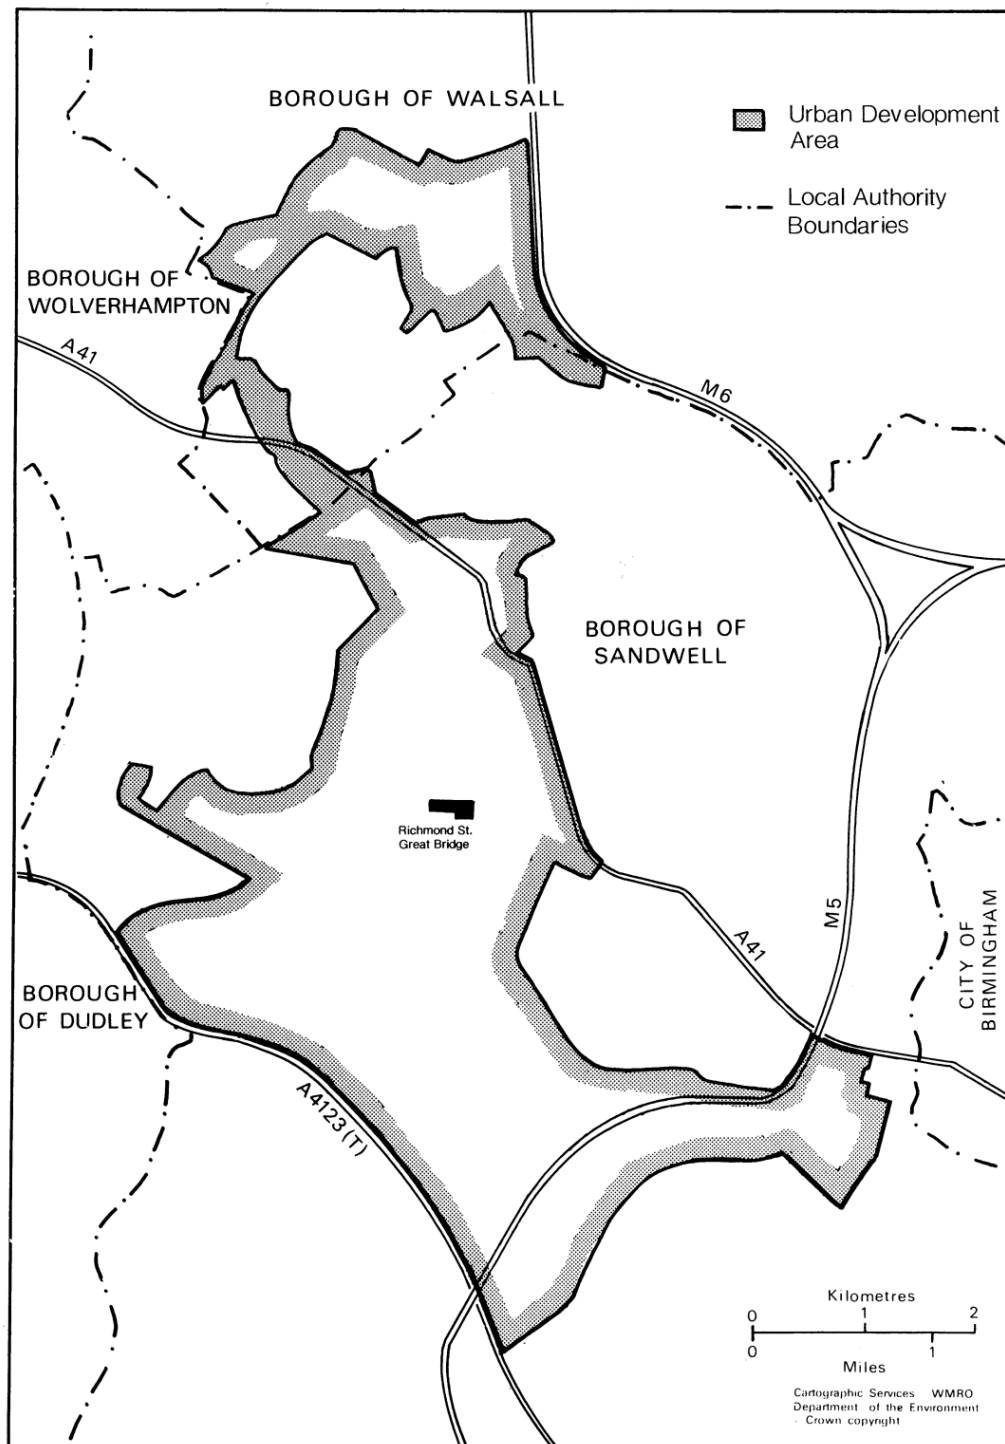 BOROUGH OF WALSALL
Urban Development
Area
Local Authority
Boundaries
BOROUGH OF
WOLVERHAMPTON
A41
M6
BOROUGH OF
SANDWELL
Richmond St.
Great Bridge
M5
A41
CITY OF
BIRMINGHAM
BOROUGH
OF DUDLEY
A4123(T)
Kilometres
0 1 2
0 1
Miles
Cartographic Services WMRO
Department of the Environment
Crown copyright